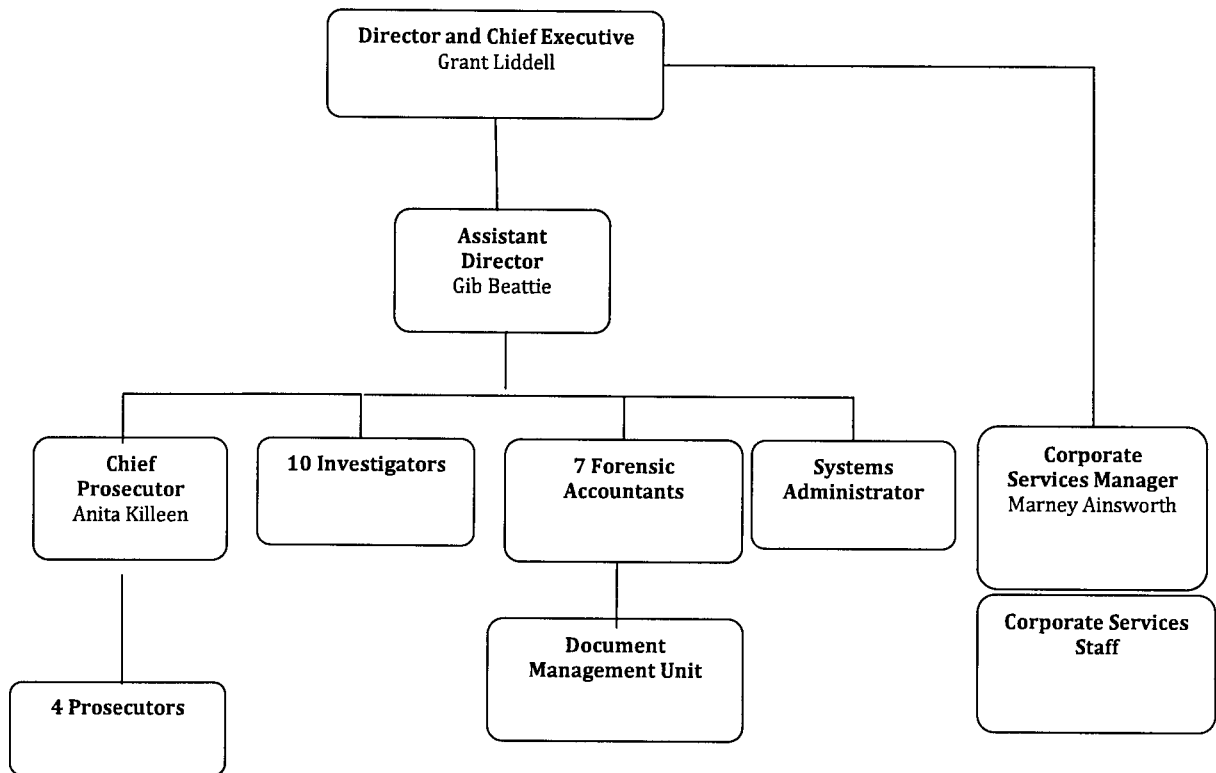 Director and Chief Executive
Grant Liddell
Assistant
Director
Gib Beattie
Chief
Prosecutor
Anita Killeen
10 Investigators
7 Forensic
Accountants
Systems
Administrator
Corporate
Services Manager
Marney Ainsworth
Document
Management Unit
Corporate Services
Staff
4 Prosecutors